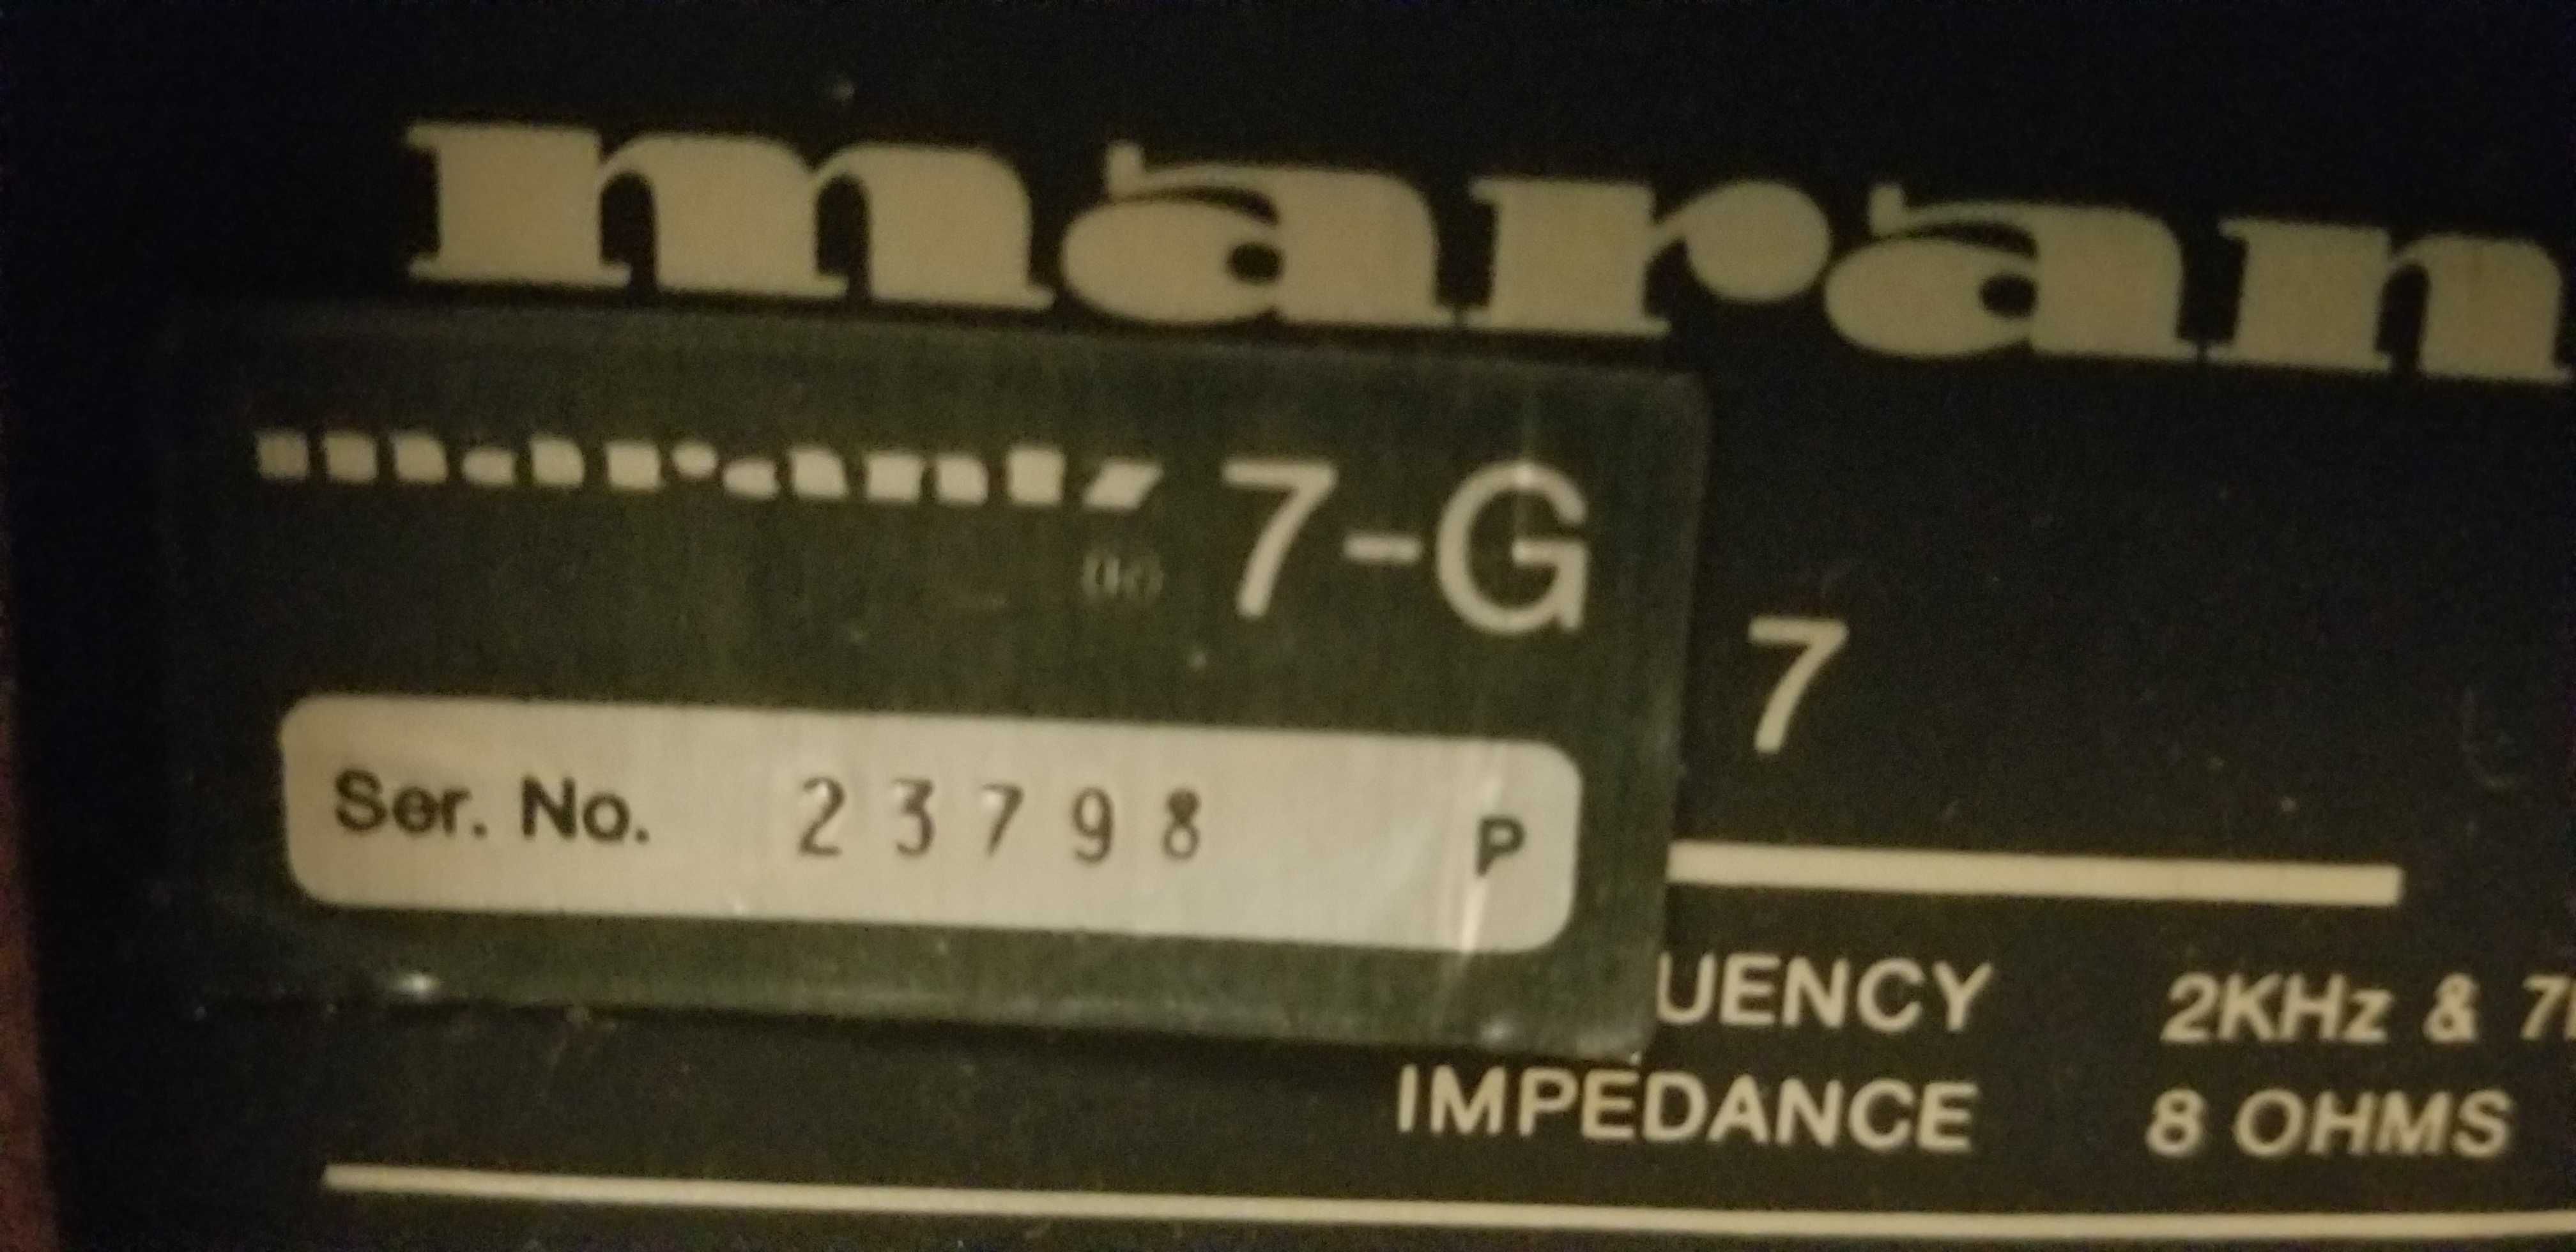 maran
marantz 7-G
7
Ser. No. 23798 P
UENCY 2KHz & 7
IMPEDANCE 8 OHMS